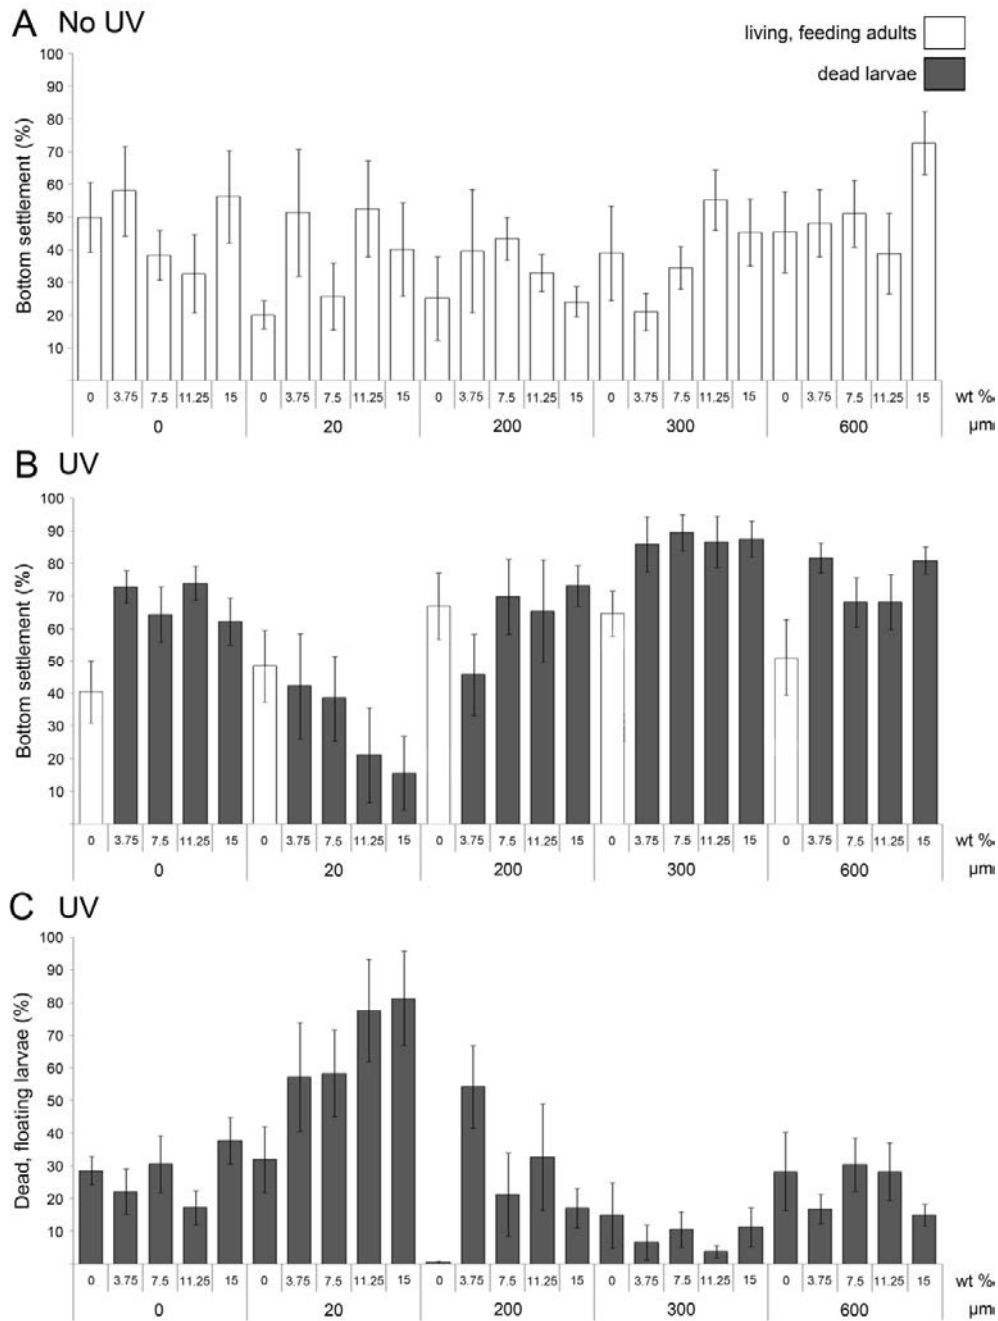 A No UV
living, feeding adults
dead larvae
Bottom settlement (%)
100
90
80
70
60
50
40
30
20
10
0 3.75 7.5 11.25 15 0 3.75 7.5 11.25 15 0 3.75 7.5 11.25 15 0 3.75 7.5 11.25 15 0 3.75 7.5 11.25 15 wt ‰
0 20 200 300 600 µm
B UV
Bottom settlement (%)
100
90
80
70
60
50
40
30
20
10
0 3.75 7.5 11.25 15 0 3.75 7.5 11.25 15 0 3.75 7.5 11.25 15 0 3.75 7.5 11.25 15 0 3.75 7.5 11.25 15 wt ‰
0 20 200 300 600 µm
C UV
Dead, floating larvae (%)
100
90
80
70
60
50
40
30
20
10
0 3.75 7.5 11.25 15 0 3.75 7.5 11.25 15 0 3.75 7.5 11.25 15 0 3.75 7.5 11.25 15 0 3.75 7.5 11.25 15 wt ‰
0 20 200 300 600 µm